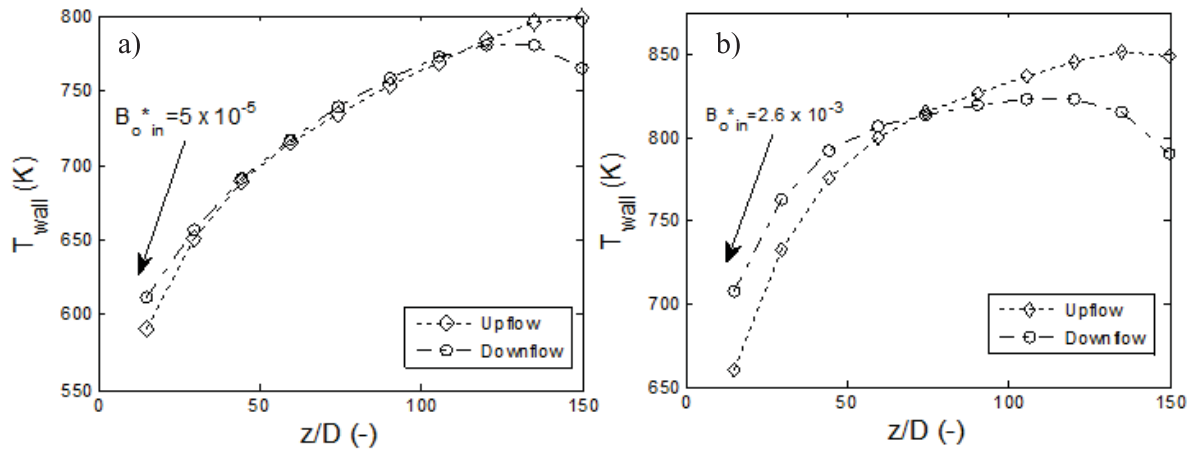 a)
800
750
700
650
600
550
T_wall (K)
B_o*_in=5 x 10^-5
Upflow
Downflow
0
50
100
150
z/D (-)
b)
850
800
750
700
650
T_wall (K)
B_o*_in=2.6 x 10^-3
Upflow
Downflow
0
50
100
150
z/D (-)